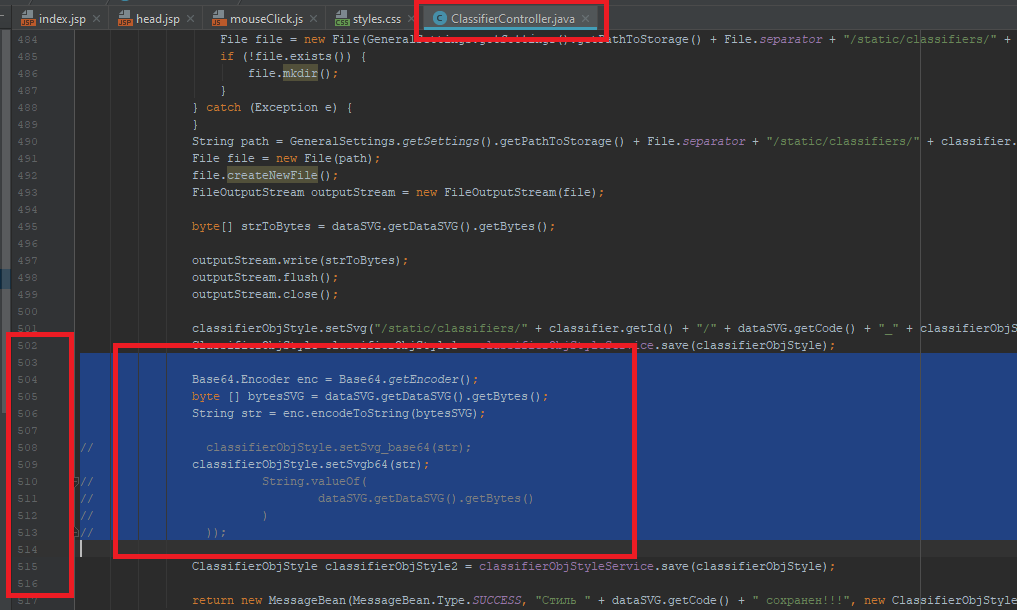 index.jsp head.jsp mouseClick.js styles.css ClassifierController.java
484 File file = new File(GeneralSettings.getSettings().getPathToStorage() + File.separator + "/static/classifiers/" +
485 if (!file.exists()) {
486 file.mkdir();
487 }
488 } catch (Exception e) {
489 }
490 String path = GeneralSettings.getSettings().getPathToStorage() + File.separator + "/static/classifiers/" + classifier.
491 File file = new File(path);
492 file.createNewFile();
493 FileOutputStream outputStream = new FileOutputStream(file);
494
495 byte[] strToBytes = dataSVG.getDataSVG().getBytes();
496
497 outputStream.write(strToBytes);
498 outputStream.flush();
499 outputStream.close();
500
501 classifierObjStyle.setSvg("/static/classifiers/" + classifier.getId() + "/" + dataSVG.getCode() + "_" + classifierObjS
502 ClassifierObjStyle classifierObjStyle1 = classifierObjStyleService.save(classifierObjStyle);
503
504 Base64.Encoder enc = Base64.getEncoder();
505 byte [] bytesSVG = dataSVG.getDataSVG().getBytes();
506 String str = enc.encodeToString(bytesSVG);
507
508 // classifierObjStyle.setSvg_base64(str);
509 classifierObjStyle.setSvgb64(str);
510 // String.valueOf(
511 // dataSVG.getDataSVG().getBytes()
512 // )
513 // ));
514
515 ClassifierObjStyle classifierObjStyle2 = classifierObjStyleService.save(classifierObjStyle);
516
517 return new MessageBean(MessageBean.Type.SUCCESS, "Стиль " + dataSVG.getCode() + " сохранен!!!", new ClassifierObjStyle